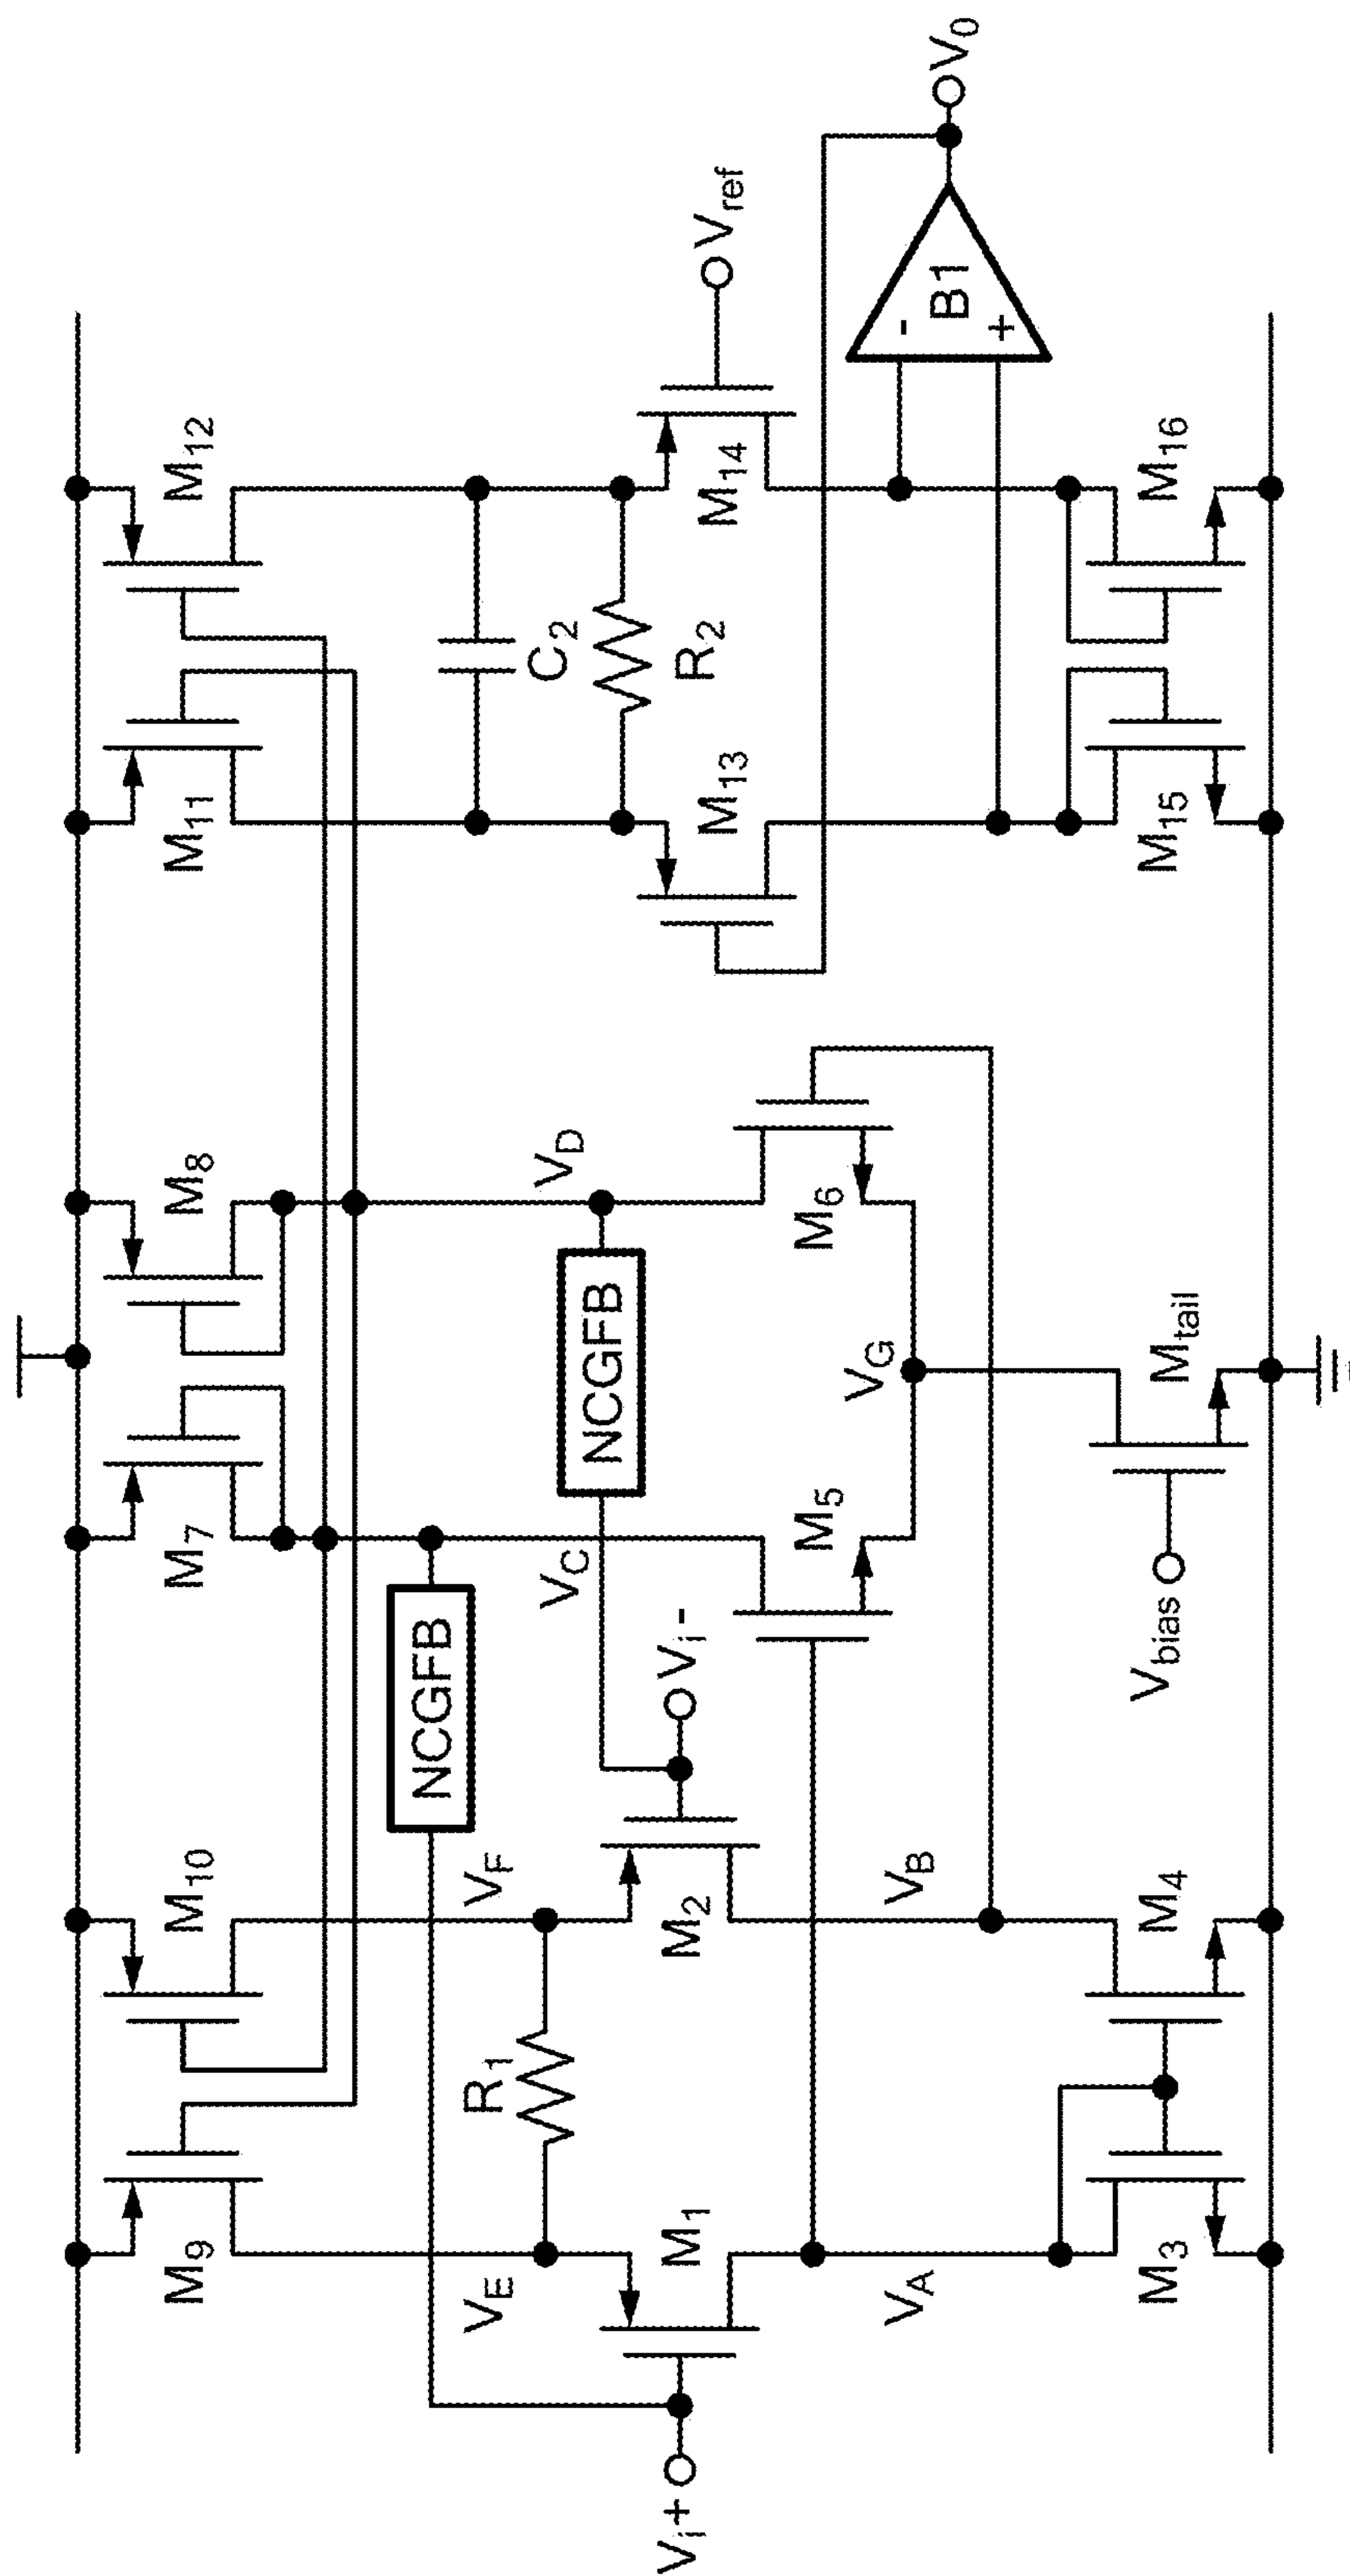 M9
M10
M7
M8
M11
M12
NCGFB
VE
R1
VF
VC
NCGFB
VD
C2
R2
Vi+
M1
M2
Vi-
M5
VG
M6
M13
M14
Vref
VA
VB
- B1 +
V0
M3
M4
Vbias
Mtail
M15
M16